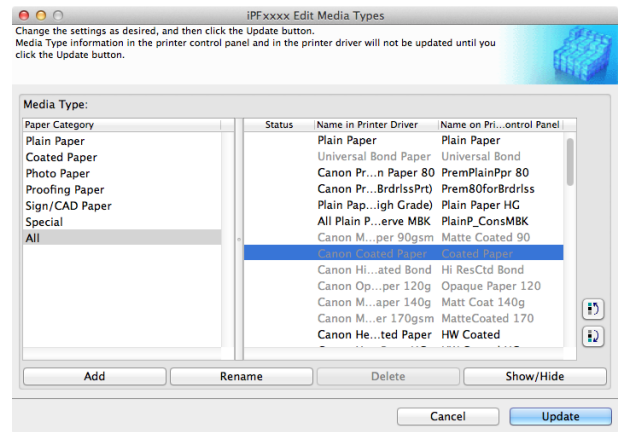 iPFxxxx Edit Media Types
Change the settings as desired, and then click the Update button.
Media Type information in the printer control panel and in the printer driver will not be updated until you
click the Update button.
Media Type:
Paper Category Status Name in Printer Driver Name on Pri...ontrol Panel
Plain Paper Plain Paper Plain Paper
Coated Paper Universal Bond Paper Universal Bond
Photo Paper Canon Pr...n Paper 80 PremPlainPpr 80
Proofing Paper Canon Pr...BrdrlssPrt) Prem80forBrdrlss
Sign/CAD Paper Plain Pap...igh Grade) Plain Paper HG
Special All Plain P...erve MBK PlainP_ConsMBK
All Canon M...per 90gsm Matte Coated 90
Canon Coated Paper Coated Paper
Canon Hi...ated Bond Hi ResCtd Bond
Canon Op...per 120g Opaque Paper 120
Canon M...aper 140g Matt Coat 140g
Canon M...er 170gsm MatteCoated 170
Canon He...ted Paper HW Coated
Add Rename Delete Show/Hide
Cancel Update